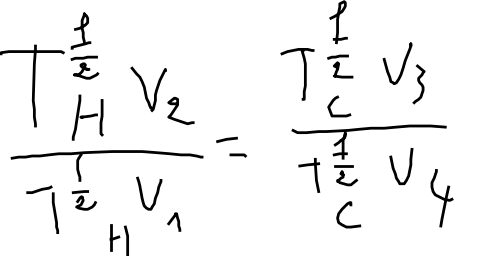 T_H^{1/2} V_2 / T_H^{1/2} V_1 = T_C^{1/2} V_3 / T_C^{1/2} V_4